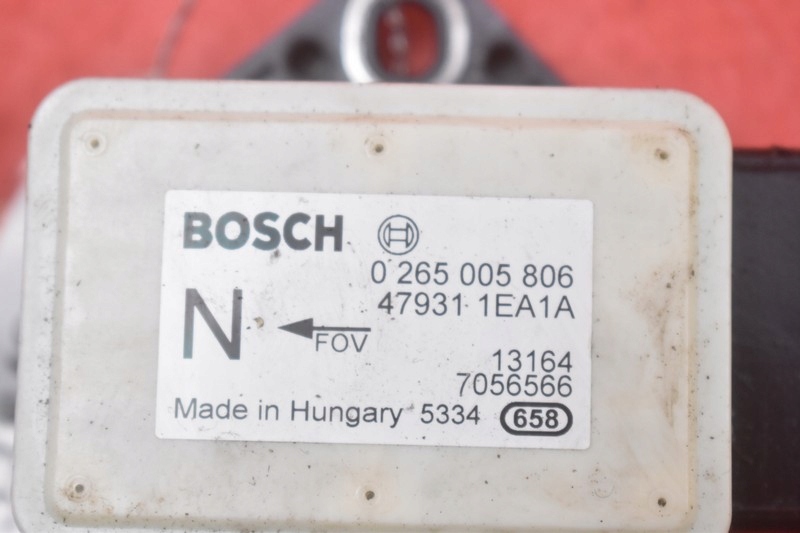 BOSCH
0 265 005 806
47931 1EA1A
N
FOV
13164
7056566
Made in Hungary 5334 658